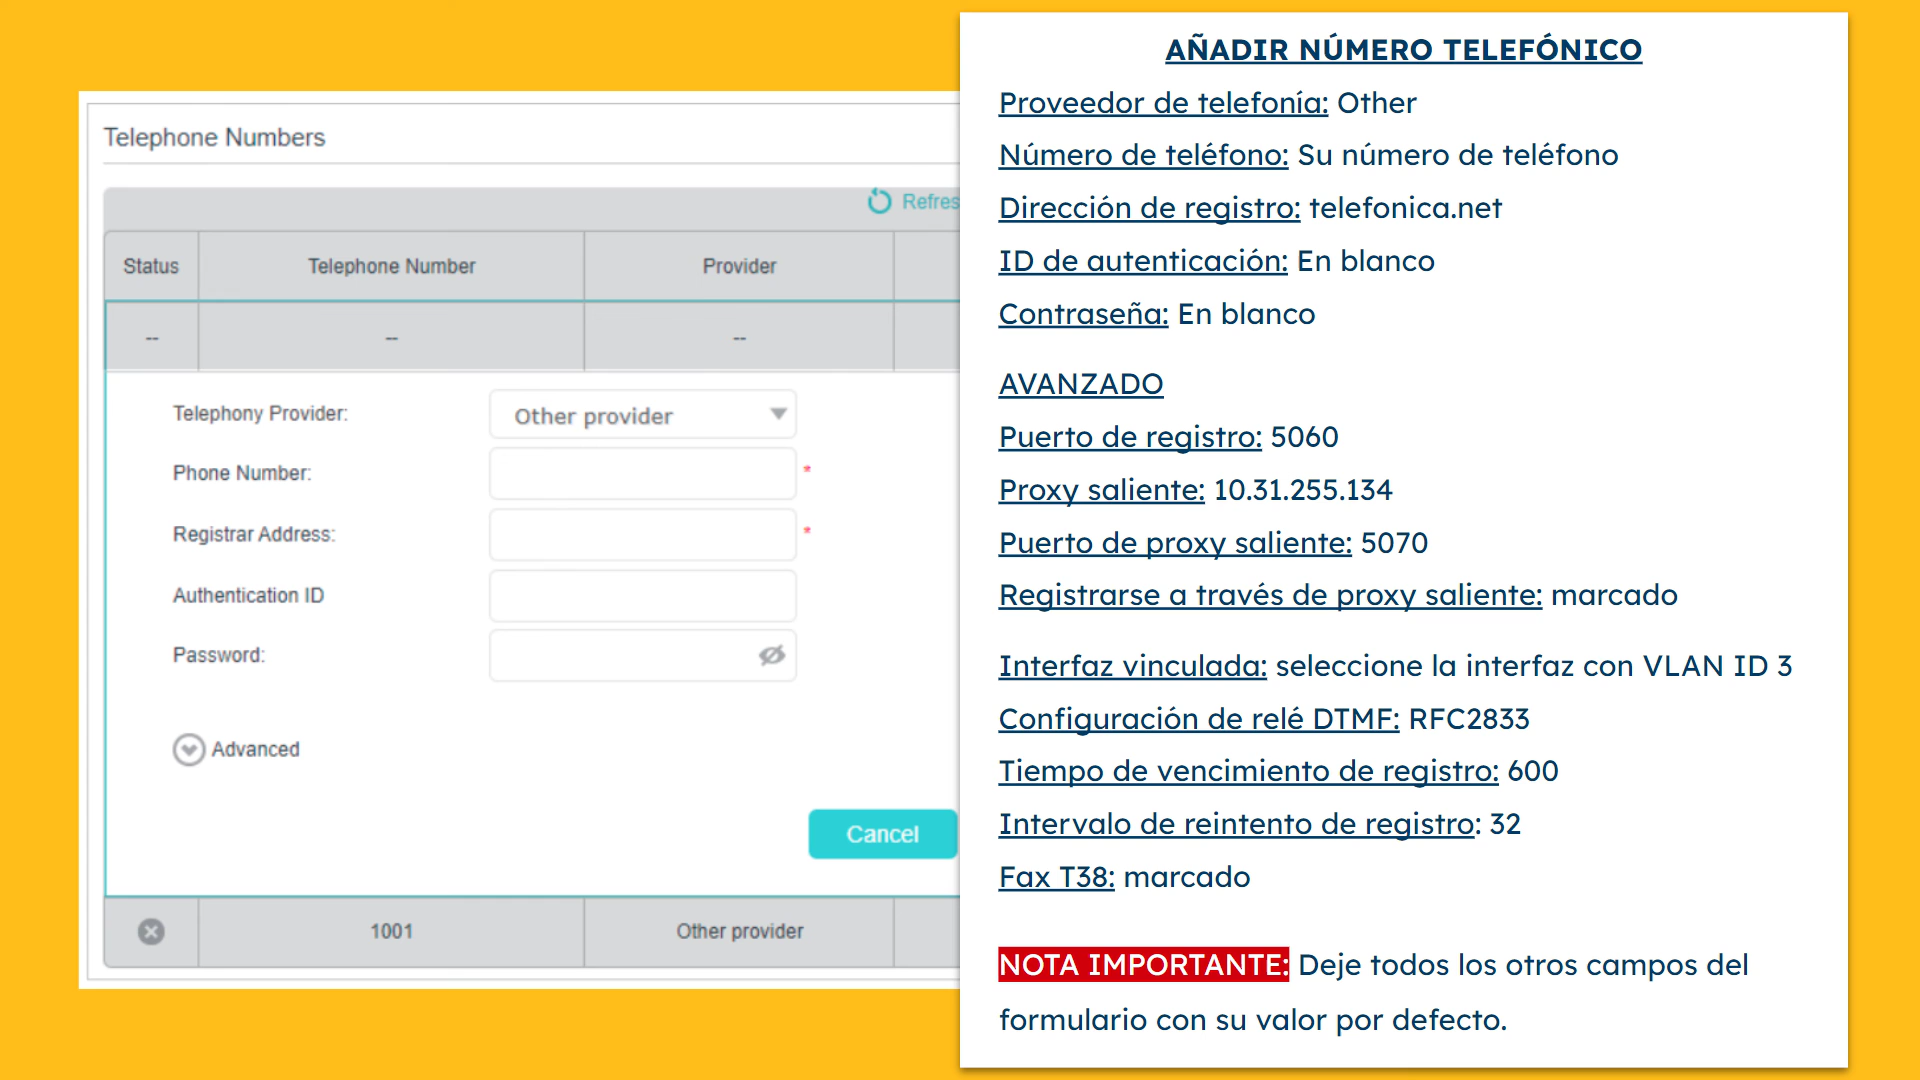 Telephone Numbers
Refres
Status Telephone Number Provider
-- -- --
Telephony Provider: Other provider
Phone Number: *
Registrar Address: *
Authentication ID
Password:
Advanced
Cancel
1001 Other provider
AÑADIR NÚMERO TELEFÓNICO
Proveedor de telefonía: Other
Número de teléfono: Su número de teléfono
Dirección de registro: telefonica.net
ID de autenticación: En blanco
Contraseña: En blanco
AVANZADO
Puerto de registro: 5060
Proxy saliente: 10.31.255.134
Puerto de proxy saliente: 5070
Registrarse a través de proxy saliente: marcado
Interfaz vinculada: seleccione la interfaz con VLAN ID 3
Configuración de relé DTMF: RFC2833
Tiempo de vencimiento de registro: 600
Intervalo de reintento de registro: 32
Fax T38: marcado
NOTA IMPORTANTE: Deje todos los otros campos del
formulario con su valor por defecto.